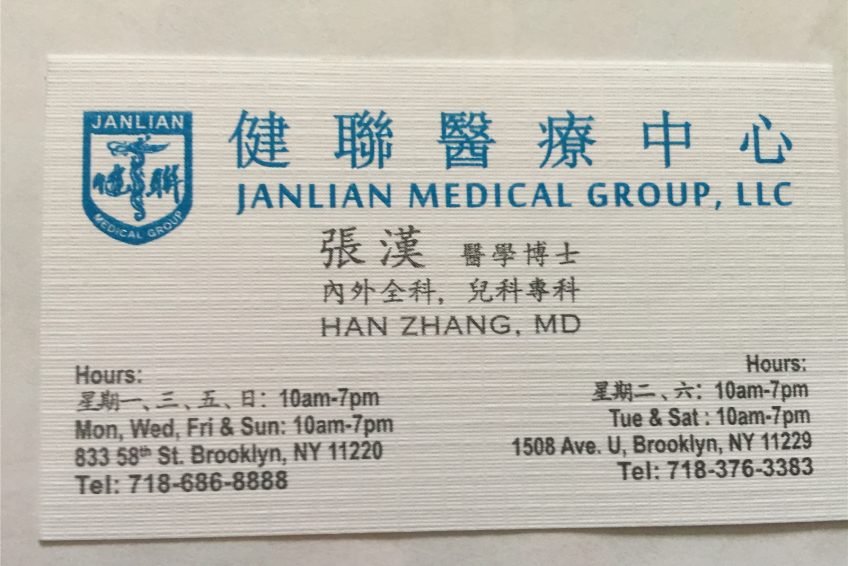 JANLIAN
健聯
MEDICAL GROUP
健聯醫療中心
JANLIAN MEDICAL GROUP, LLC
張漢 醫學博士
內外全科, 兒科專科
HAN ZHANG, MD
Hours:
星期一、三、五、日: 10am-7pm
Mon, Wed, Fri & Sun: 10am-7pm
833 58th St. Brooklyn, NY 11220
Tel: 718-686-8888
Hours:
星期二、六: 10am-7pm
Tue & Sat : 10am-7pm
1508 Ave. U, Brooklyn, NY 11229
Tel: 718-376-3383